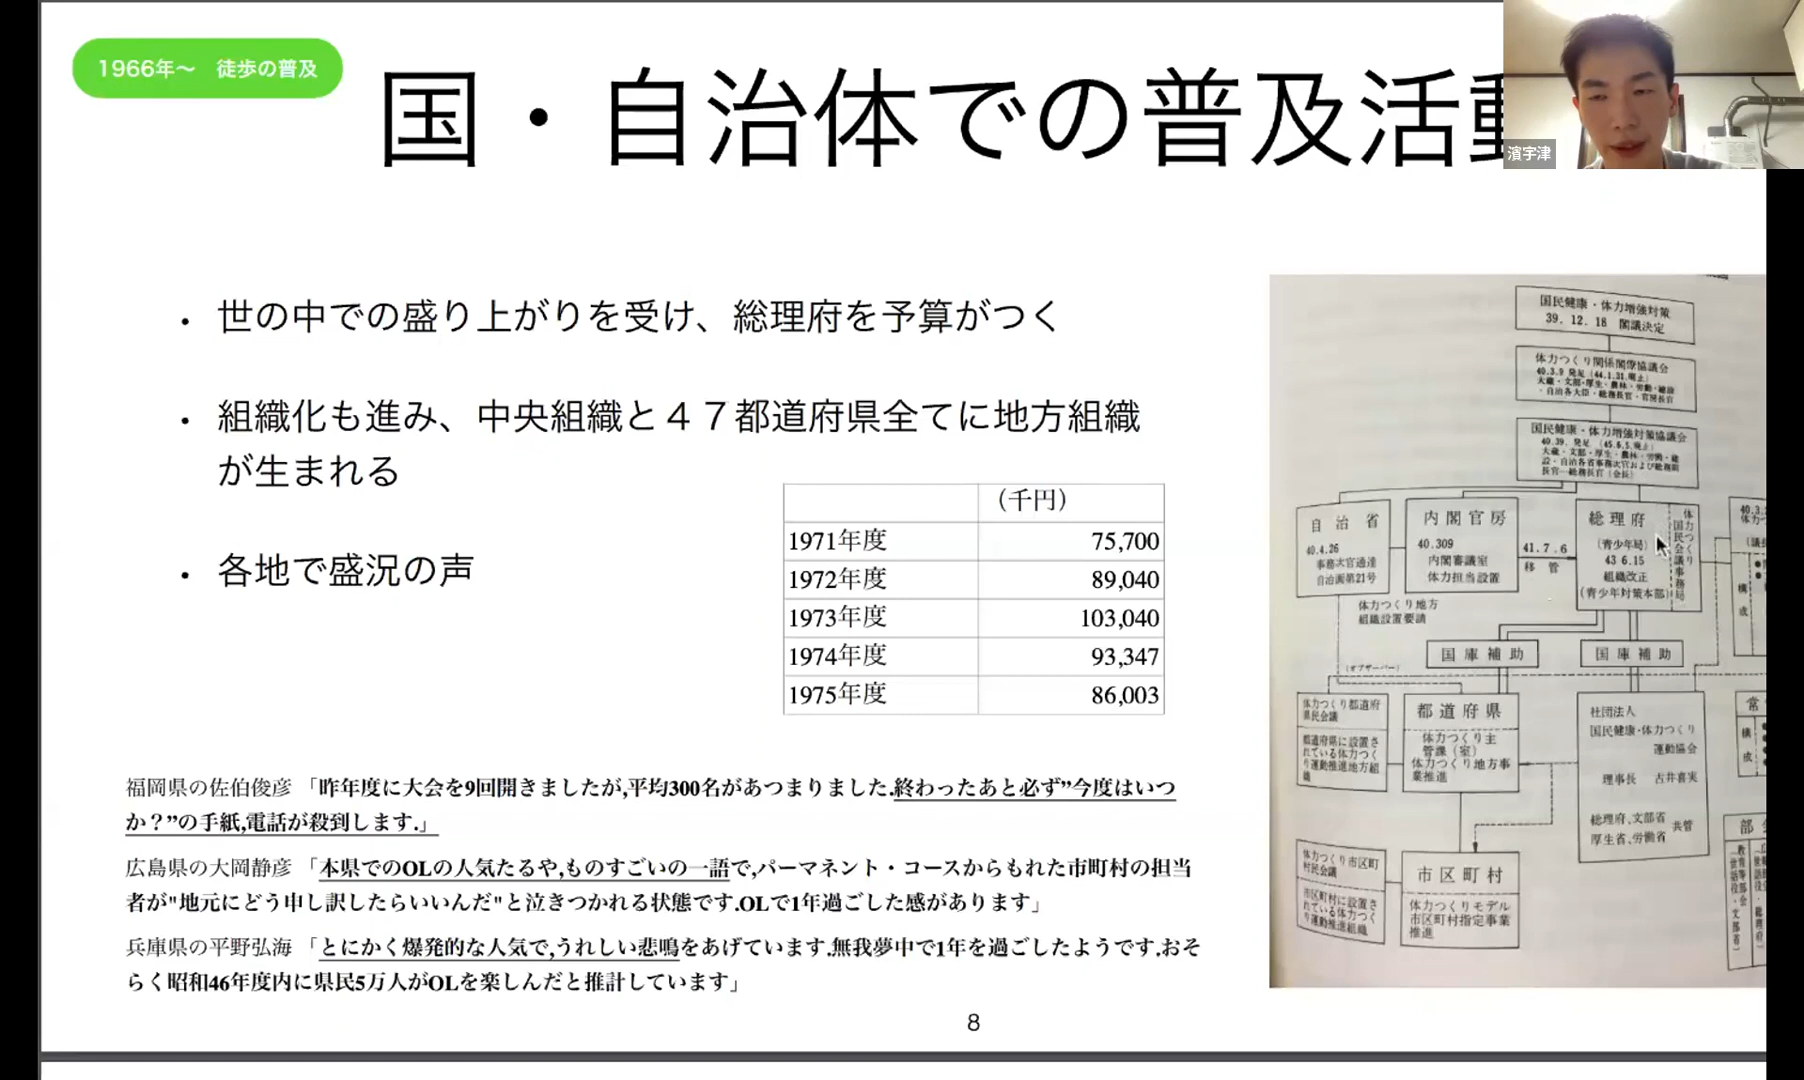 1966年〜　徒歩の普及
国・自治体での普及活動
濱宇津
・世の中での盛り上がりを受け、総理府を予算がつく
・組織化も進み、中央組織と４７都道府県全てに地方組織
が生まれる
・各地で盛況の声
（千円）
1971年度 75,700
1972年度 89,040
1973年度 103,040
1974年度 93,347
1975年度 86,003
福岡県の佐伯俊彦 「昨年度に大会を9回開きましたが,平均300名があつまりました.終わったあと必ず”今度はいつ
か？”の手紙,電話が殺到します.」
広島県の大岡静彦 「本県でのOLの人気たるや,ものすごいの一語で,パーマネント・コースからもれた市町村の担当
者が"地元にどう申し訳したらいいんだ"と泣きつかれる状態です.OLで1年過ごした感があります」
兵庫県の平野弘海 「とにかく爆発的な人気で,うれしい悲鳴をあげています.無我夢中で1年を過ごしたようです.おそ
らく昭和46年度内に県民5万人がOLを楽しんだと推計しています」
8
国民健康・体力増強対策
39. 12. 18 閣議決定
体力つくり関係閣僚協議会
40.3.9 発足 (44.1.31.廃止)
大蔵・文部・厚生・農林・労働・建設
・自治各大臣・総務長官・官房長官
国民健康・体力増強対策協議会
40.39. 発足 (45.6.5.廃止)
大蔵・文部・厚生・農林・労働・建
設・自治各省事務次官および総務副
長官—総務長官(会長)
自治省
40.4.26
事務次官通達
自治画第21号
内閣官房
40.309
内閣審議室
体力担当設置
41.7.6
移管
総理府
(青少年局)
43 6.15
組織改正
(青少年対策本部)
体力つくり
国民会議事務局
構成
体力つくり地方
組織設置要請
国庫補助
国庫補助
(オブザーバー)
体力つくり都道府
県民会議
都道府県に設置さ
れている体力つく
り運動推進地方組
織
都道府県
体力つくり主
管課(室)
体力つくり地方事
業推進
社団法人
国民健康・体力つくり
運動協会
理事長 古井喜実
総理府、文部省
厚生省、労働省 共管
常
構成
体力つくり市区町
村民会議
市区町村に設置さ
れている体力つく
り運動推進組織
市区町村
体力つくりモデル
市区町村指定事業
推進
部